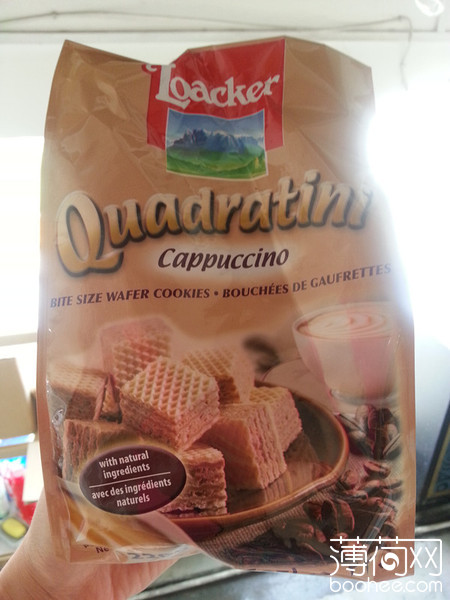 Loacker
Quadratini
Cappuccino
BITE SIZE WAFER COOKIES • BOUCHÉES DE GAUFRETTES
with natural
ingredients
avec des ingrédients
naturels
薄荷网
boohee.com